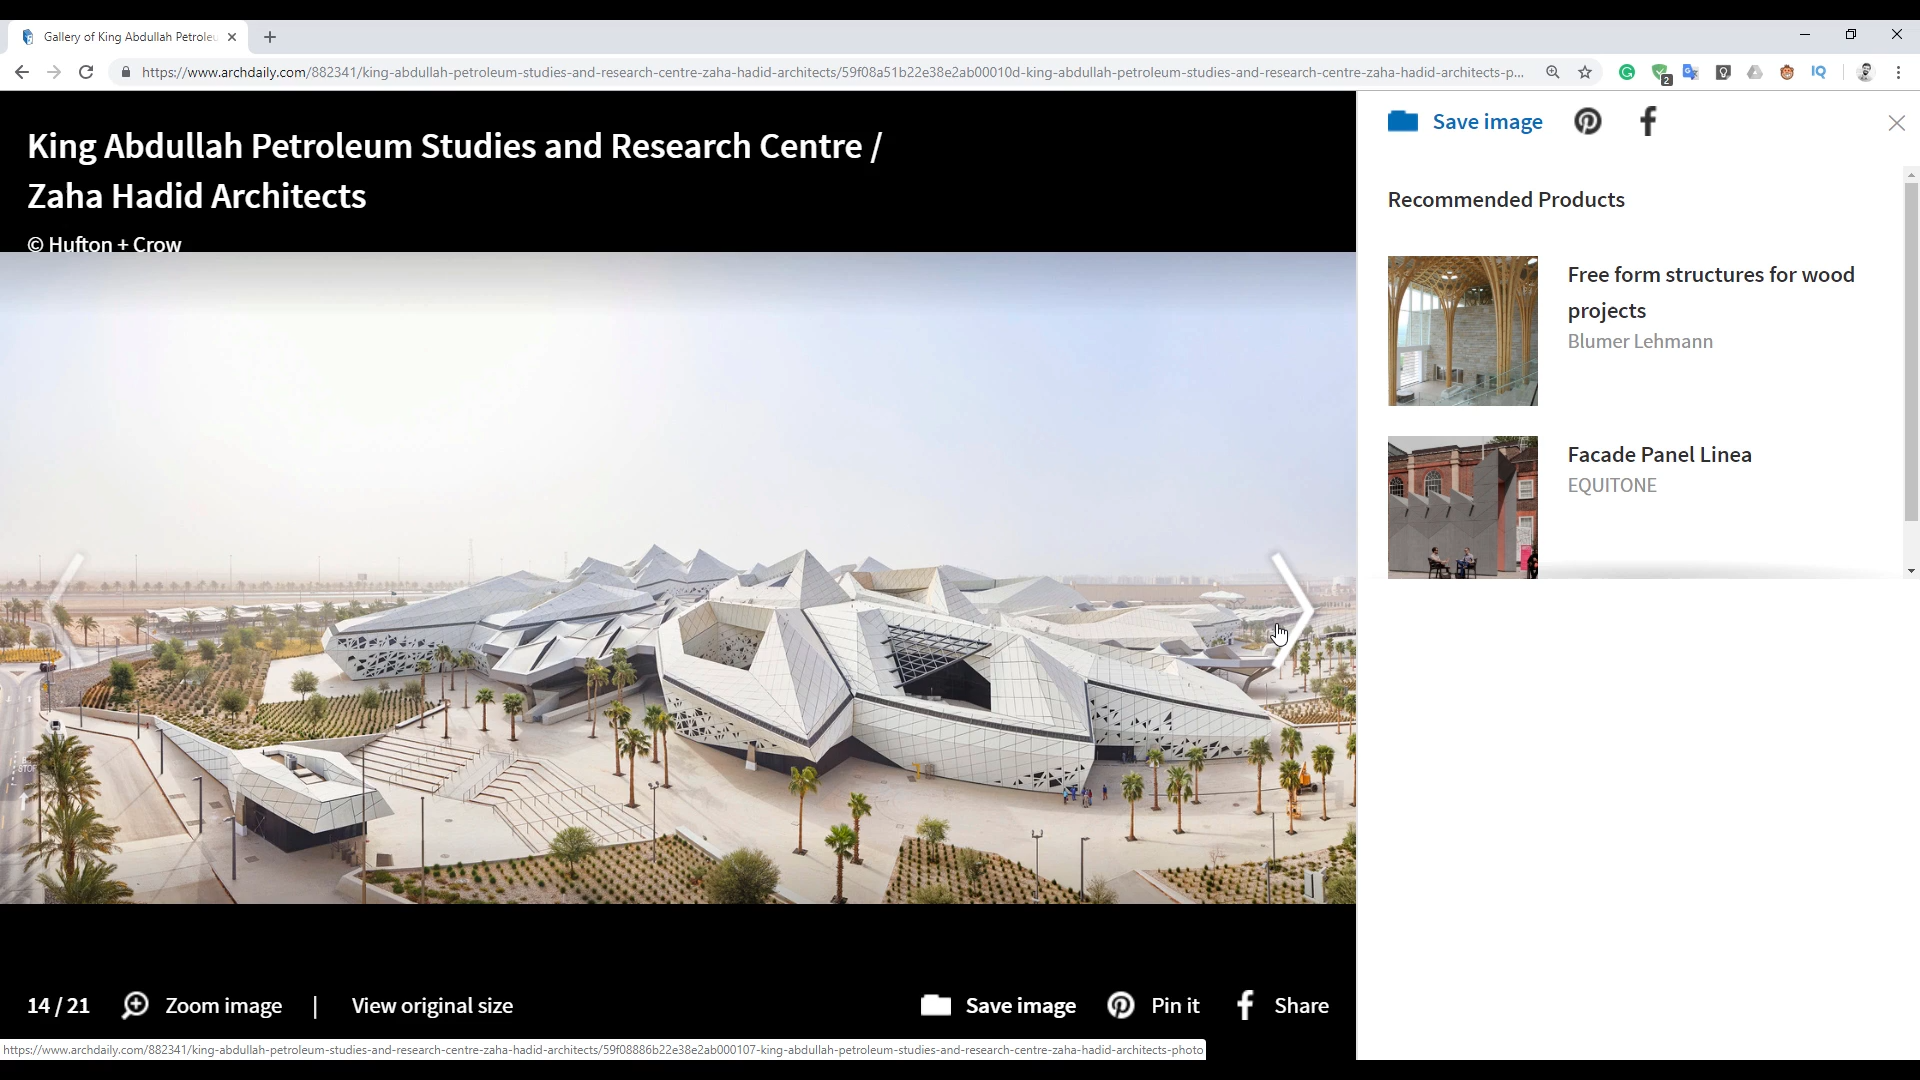 Gallery of King Abdullah Petroleu
https://www.archdaily.com/882341/king-abdullah-petroleum-studies-and-research-centre-zaha-hadid-architects/59f08a51b22e38e2ab00010d-king-abdullah-petroleum-studies-and-research-centre-zaha-hadid-architects-p...
2
IQ
King Abdullah Petroleum Studies and Research Centre /
Zaha Hadid Architects
© Hufton + Crow
Save image
Recommended Products
Free form structures for wood
projects
Blumer Lehmann
Facade Panel Linea
EQUITONE
STOP
14 / 21
Zoom image
|
View original size
Save image
Pin it
Share
https://www.archdaily.com/882341/king-abdullah-petroleum-studies-and-research-centre-zaha-hadid-architects/59f08886b22e38e2ab000107-king-abdullah-petroleum-studies-and-research-centre-zaha-hadid-architects-photo